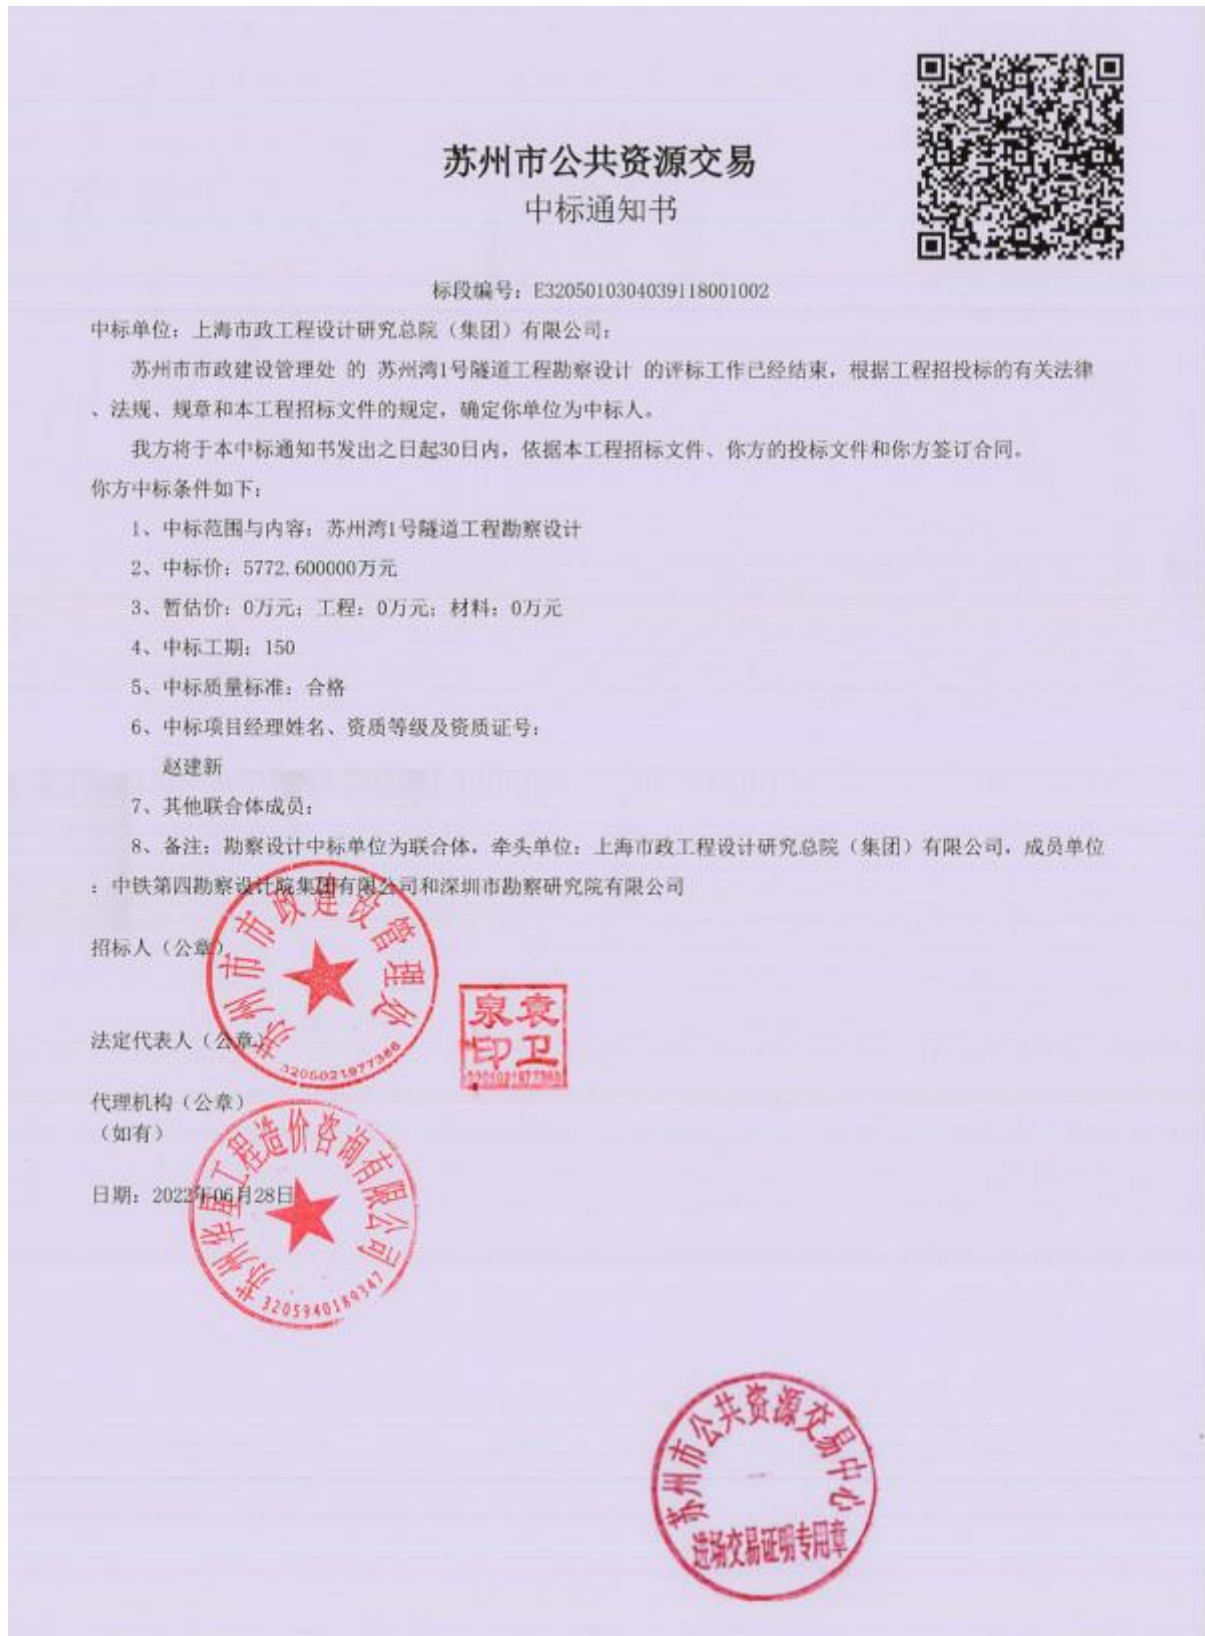 苏州市公共资源交易
中标通知书
标段编号：E3205010304039118001002
中标单位：上海市政工程设计研究总院（集团）有限公司：
苏州市市政建设管理处 的 苏州湾1号隧道工程勘察设计 的评标工作已经结束，根据工程招投标的有关法律
、法规、规章和本工程招标文件的规定，确定你单位为中标人。
我方将于本中标通知书发出之日起30日内，依据本工程招标文件、你方的投标文件和你方签订合同。
你方中标条件如下：
1、中标范围与内容：苏州湾1号隧道工程勘察设计
2、中标价：5772.600000万元
3、暂估价：0万元；工程：0万元；材料：0万元
4、中标工期：150
5、中标质量标准：合格
6、中标项目经理姓名、资质等级及资质证号：
赵建新
7、其他联合体成员：
8、备注：勘察设计中标单位为联合体，牵头单位：上海市政工程设计研究总院（集团）有限公司，成员单位
：中铁第四勘察设计院集团有限公司和深圳市勘察研究院有限公司
招标人（公章）
苏州市市政建设管理处
3205021977386
法定代表人（公章）
袁卫泉印
代理机构（公章）
（如有）
苏州华星工程造价咨询有限公司
3205940189347
日期：2022年06月28日
苏州市公共资源交易中心
进场交易证明专用章